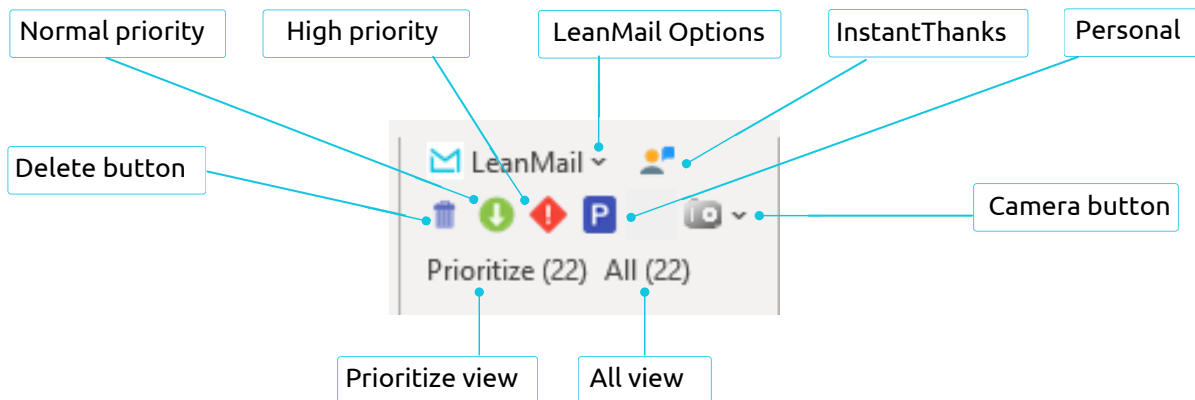 Normal priority
High priority
LeanMail Options
InstantThanks
Personal
Delete button
LeanMail
P
Camera button
Prioritize (22) All (22)
Prioritize view
All view